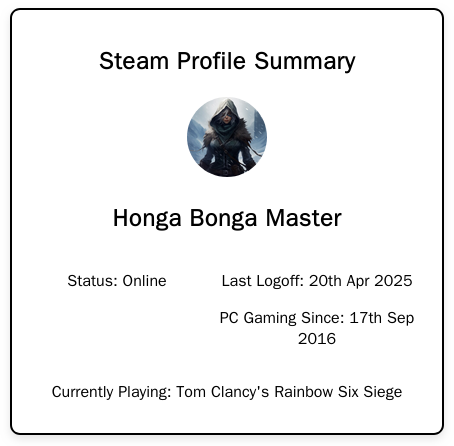 Steam Profile Summary
Honga Bonga Master
Status: Online
Last Logoff: 20th Apr 2025
PC Gaming Since: 17th Sep
2016
Currently Playing: Tom Clancy's Rainbow Six Siege